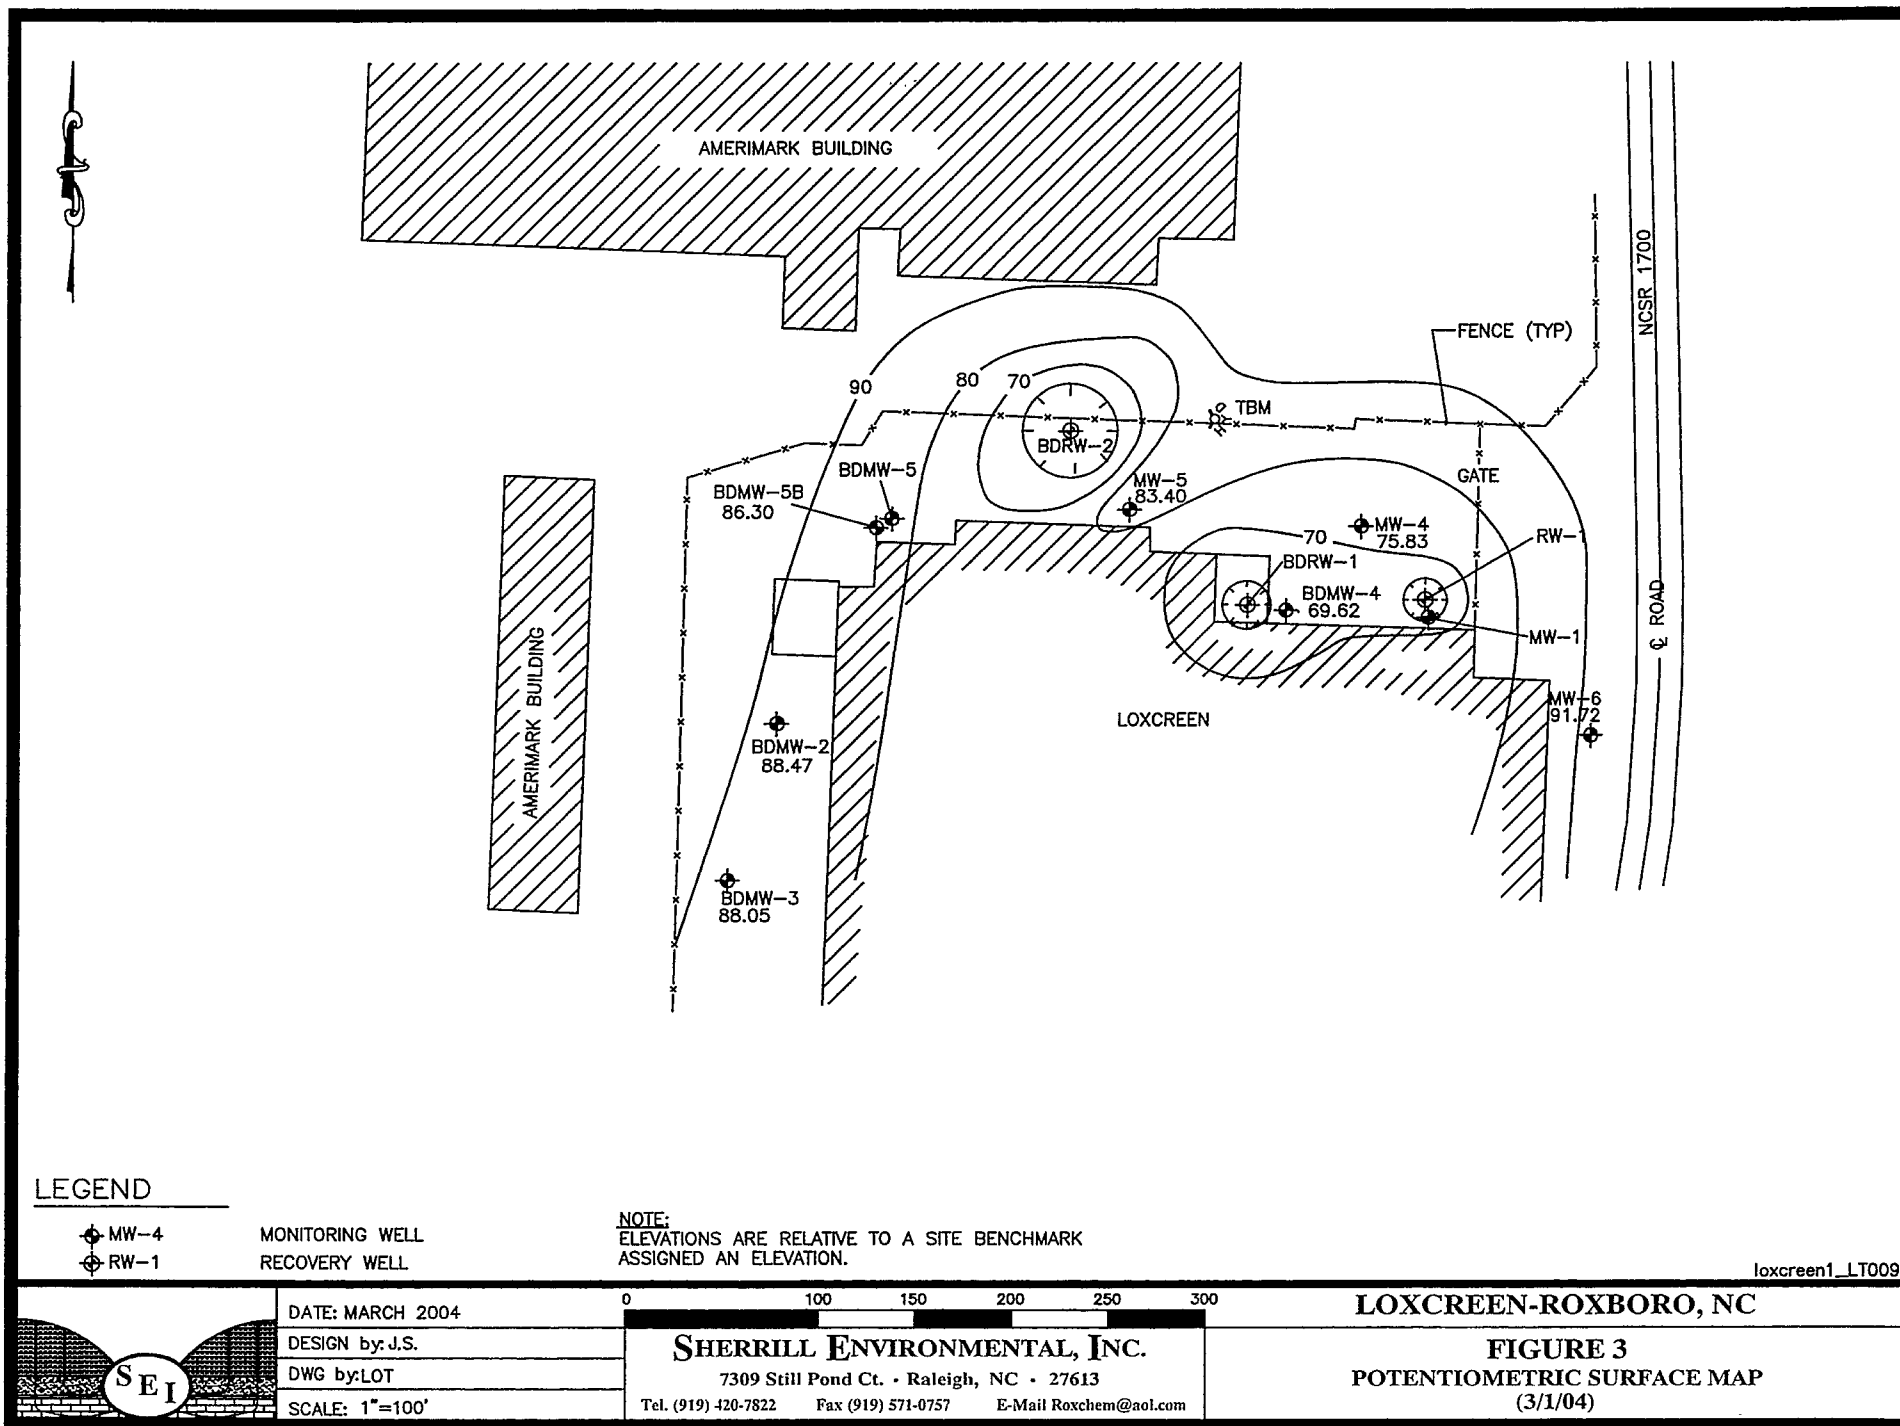 AMERIMARK BUILDING
NCSR 1700
FENCE (TYP)
90
80
70
TBM
HYD
BDRW-2
BDMW-5
BDMW-5B
86.30
MW-5
83.40
GATE
MW-4
75.83
70
RW-1
BDRW-1
BDMW-4
69.62
MW-1
℄ ROAD
AMERIMARK BUILDING
MW-6
91.72
LOXCREEN
BDMW-2
88.47
BDMW-3
88.05
LEGEND
MW-4 MONITORING WELL
RW-1 RECOVERY WELL
NOTE:
ELEVATIONS ARE RELATIVE TO A SITE BENCHMARK
ASSIGNED AN ELEVATION.
loxcreen1_LT009
SEI
DATE: MARCH 2004
DESIGN by: J.S.
DWG by: LOT
SCALE: 1"=100'
0 100 150 200 250 300
SHERRILL ENVIRONMENTAL, INC.
7309 Still Pond Ct. • Raleigh, NC • 27613
Tel. (919) 420-7822 Fax (919) 571-0757 E-Mail Roxchem@aol.com
LOXCREEN-ROXBORO, NC
FIGURE 3
POTENTIOMETRIC SURFACE MAP
(3/1/04)